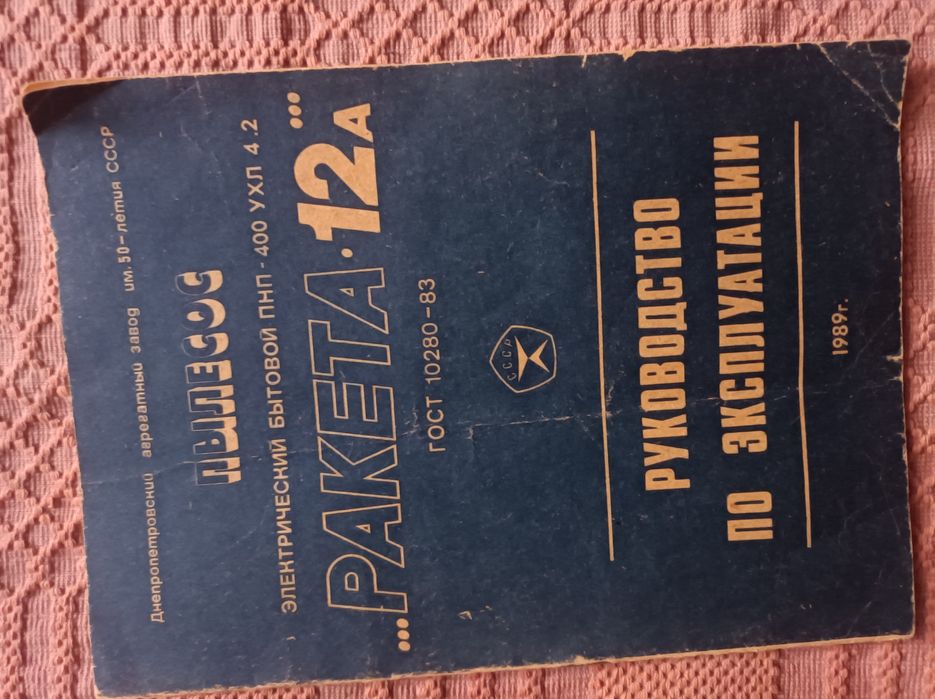 Днепропетровский агрегатный завод им. 50-летия СССР
ПЫЛЕСОС
ЭЛЕКТРИЧЕСКИЙ БЫТОВОЙ ПНП-400 УХЛ 4.2
...РАКЕТА·12А...
ГОСТ 10280-83
СССР
РУКОВОДСТВО
ПО ЭКСПЛУАТАЦИИ
1989г.